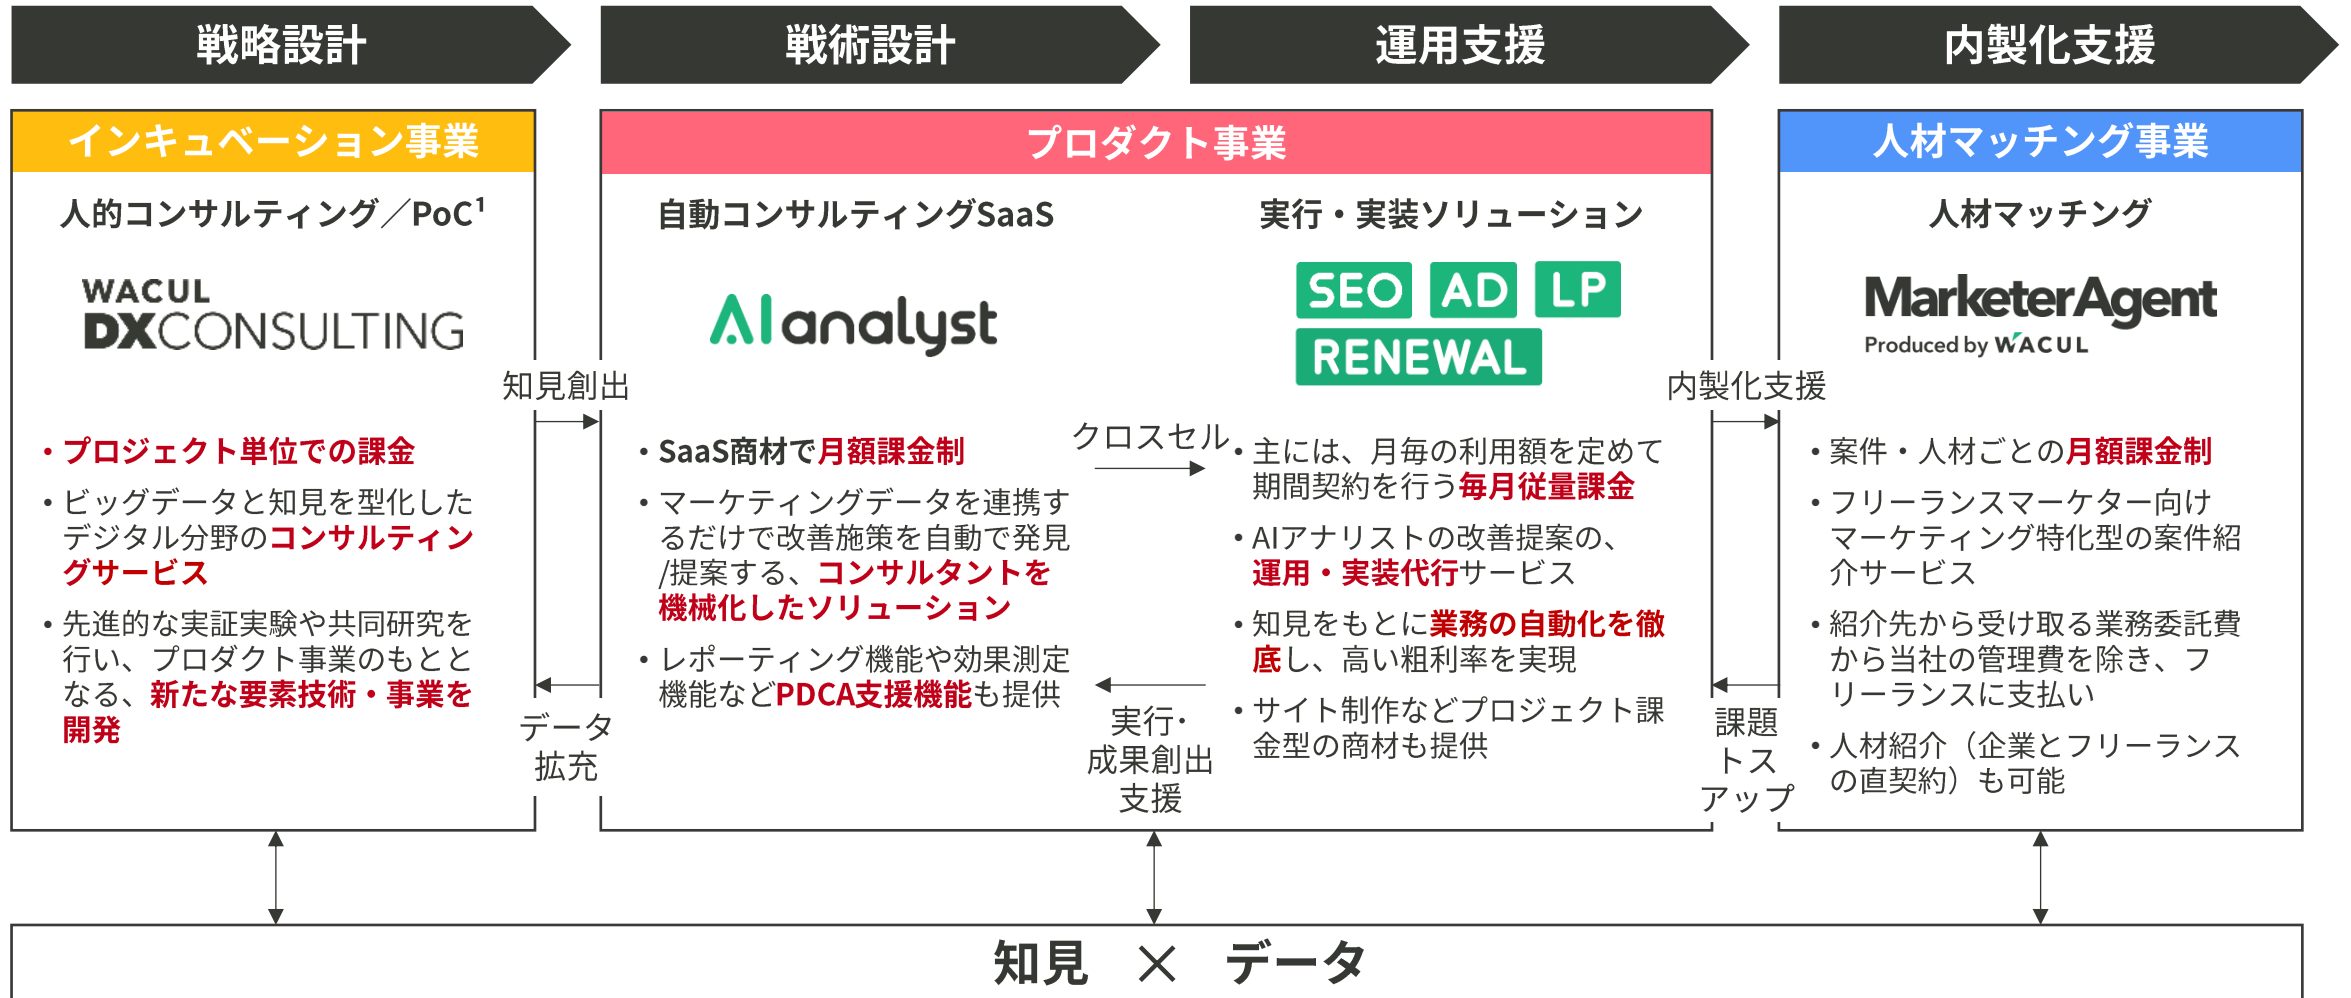 戦略設計
戦術設計
運用支援
内製化支援
インキュベーション事業
人的コンサルティング／PoC¹
WACUL
DXCONSULTING
・プロジェクト単位での課金
・ビッグデータと知見を型化した
デジタル分野のコンサルティン
グサービス
・先進的な実証実験や共同研究を
行い、プロダクト事業のもとと
なる、新たな要素技術・事業を
開発
知見創出
データ
拡充
プロダクト事業
自動コンサルティングSaaS
AI analyst
・SaaS商材で月額課金制
・マーケティングデータを連携す
るだけで改善施策を自動で発見
/提案する、コンサルタントを
機械化したソリューション
・レポーティング機能や効果測定
機能などPDCA支援機能も提供
クロスセル
実行・
成果創出
支援
実行・実装ソリューション
SEO AD LP
RENEWAL
・主には、月毎の利用額を定めて
期間契約を行う毎月従量課金
・AIアナリストの改善提案の、
運用・実装代行サービス
・知見をもとに業務の自動化を徹
底し、高い粗利率を実現
・サイト制作などプロジェクト課
金型の商材も提供
内製化支援
課題
トス
アップ
人材マッチング事業
人材マッチング
MarketerAgent
Produced by WACUL
・案件・人材ごとの月額課金制
・フリーランスマーケター向け
マーケティング特化型の案件紹
介サービス
・紹介先から受け取る業務委託費
から当社の管理費を除き、フ
リーランスに支払い
・人材紹介（企業とフリーランス
の直契約）も可能
知見 × データ